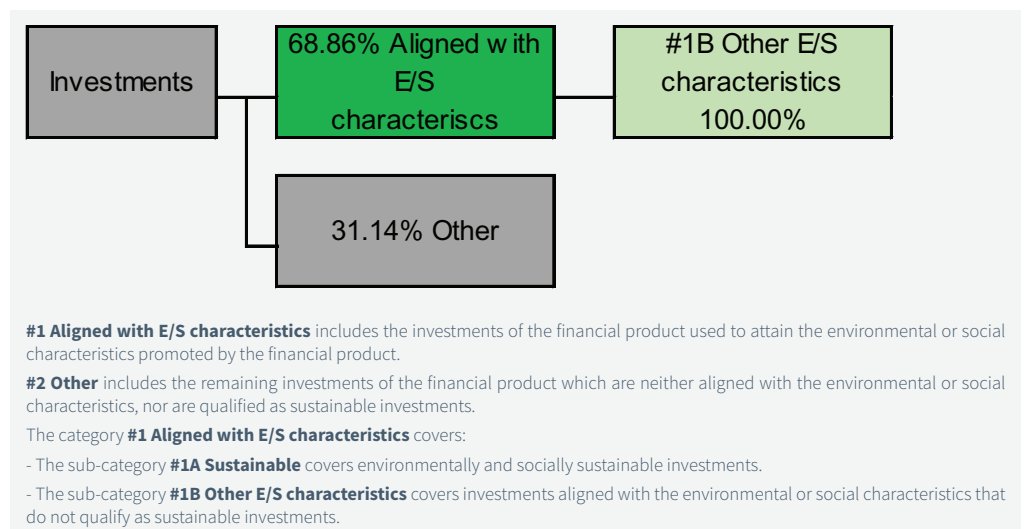 Investments
68.86% Aligned with
E/S
characteriscs
#1B Other E/S
characteristics
100.00%
31.14% Other
#1 Aligned with E/S characteristics includes the investments of the financial product used to attain the environmental or social
characteristics promoted by the financial product.
#2 Other includes the remaining investments of the financial product which are neither aligned with the environmental or social
characteristics, nor are qualified as sustainable investments.
The category #1 Aligned with E/S characteristics covers:
- The sub-category #1A Sustainable covers environmentally and socially sustainable investments.
- The sub-category #1B Other E/S characteristics covers investments aligned with the environmental or social characteristics that
do not qualify as sustainable investments.